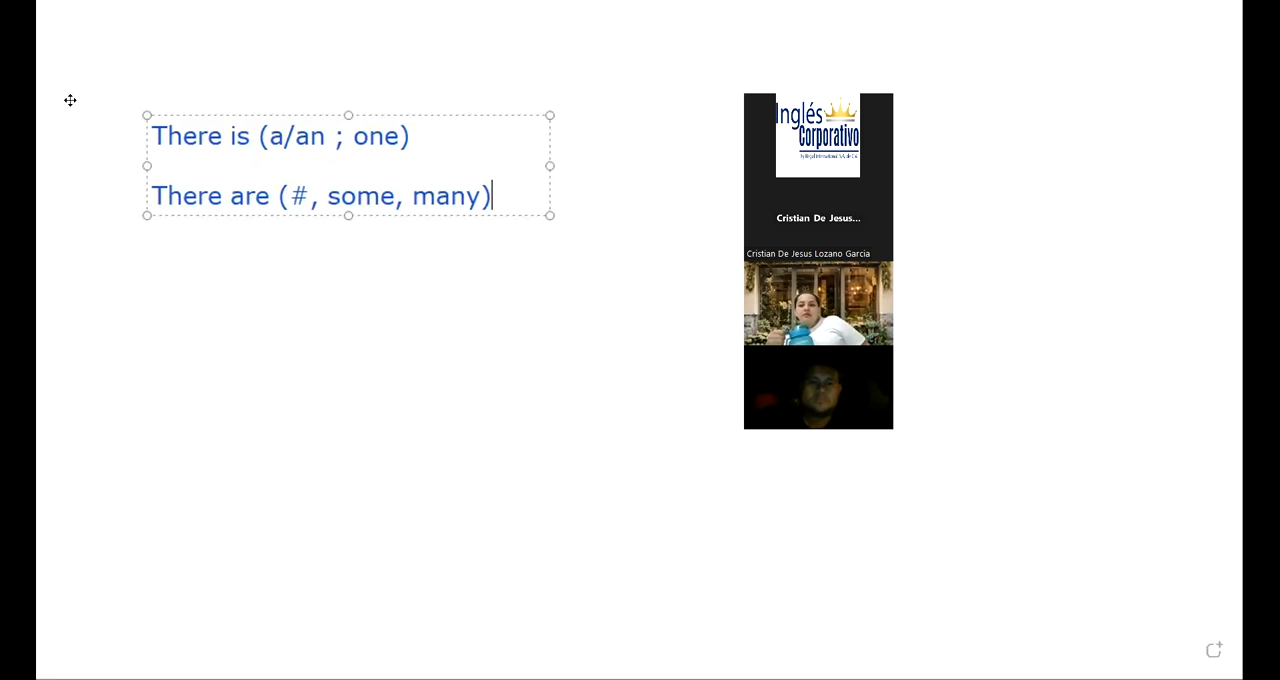 There is (a/an ; one)
There are (#, some, many)
Inglés
Corporativo
Cristian De Jesus...
Cristian De Jesus Lozano Garcia